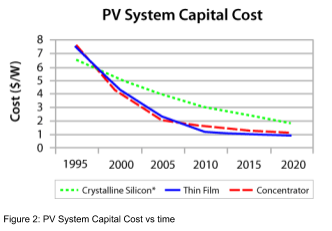 PV System Capital Cost
Cost ($/W)
8
7
6
5
4
3
2
1
0
1995 2000 2005 2010 2015 2020
Crystalline Silicon* Thin Film Concentrator
Figure 2: PV System Capital Cost vs time